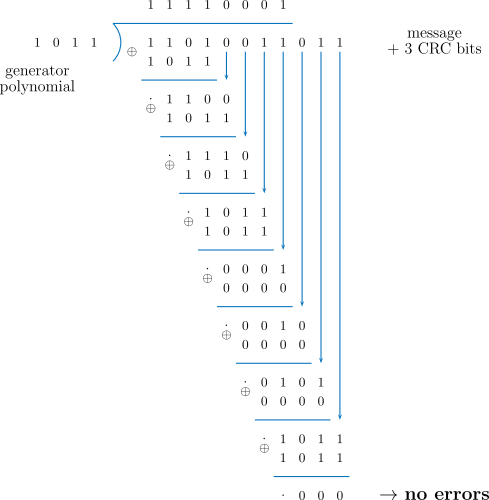 1 1 1 1 0 0 0 1
1 0 1 1
⊕ 1 1 0 1 0 0 1 1 0 1 1
message
+ 3 CRC bits
generator
polynomial
1 0 1 1
· 1 1 0 0
⊕ 1 0 1 1
· 1 1 1 0
⊕ 1 0 1 1
· 1 0 1 1
⊕ 1 0 1 1
· 0 0 0 1
⊕ 0 0 0 0
· 0 0 1 0
⊕ 0 0 0 0
· 0 1 0 1
⊕ 0 0 0 0
· 1 0 1 1
⊕ 1 0 1 1
· 0 0 0 → no errors